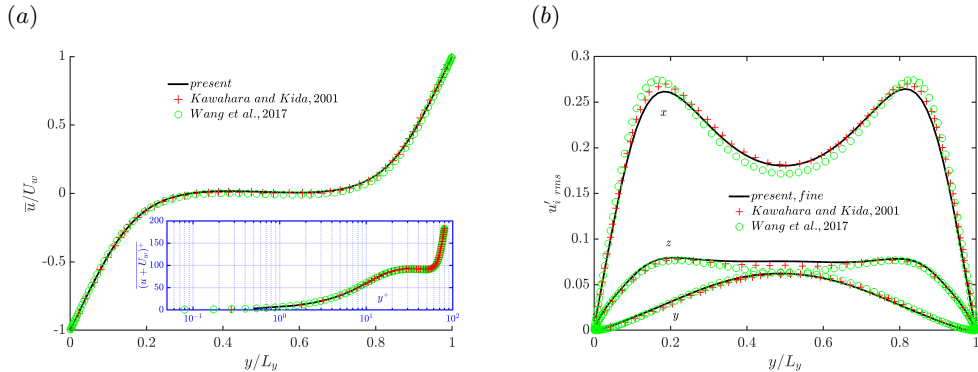 (a)
1
0.5
0
-0.5
-1
u̅/U_w
present
Kawahara and Kida, 2001
Wang et al., 2017
200
150
100
50
0
(u + U_w)^+
y^+
10^-1
10^0
10^1
10^2
0
0.2
0.4
0.6
0.8
1
y/L_y
(b)
0.25
0.2
0.15
0.1
0.05
0
u'_i rms
x
present, fine
Kawahara and Kida, 2001
Wang et al., 2017
z
y
0
0.2
0.4
0.6
0.8
1
y/L_y